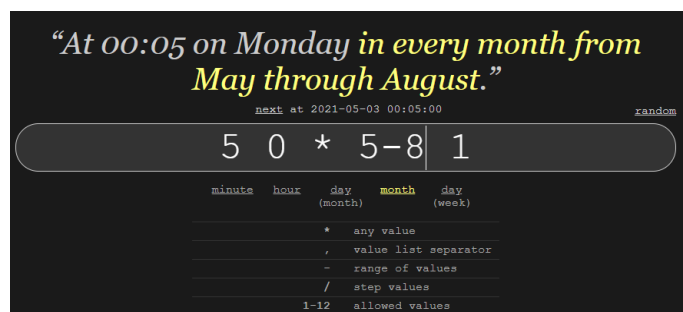 “At 00:05 on Monday in every month from
May through August.”
next at 2021-05-03 00:05:00
random
5 0 * 5-8 1
minute hour day (month) month day (week)
* any value
, value list separator
- range of values
/ step values
1-12 allowed values